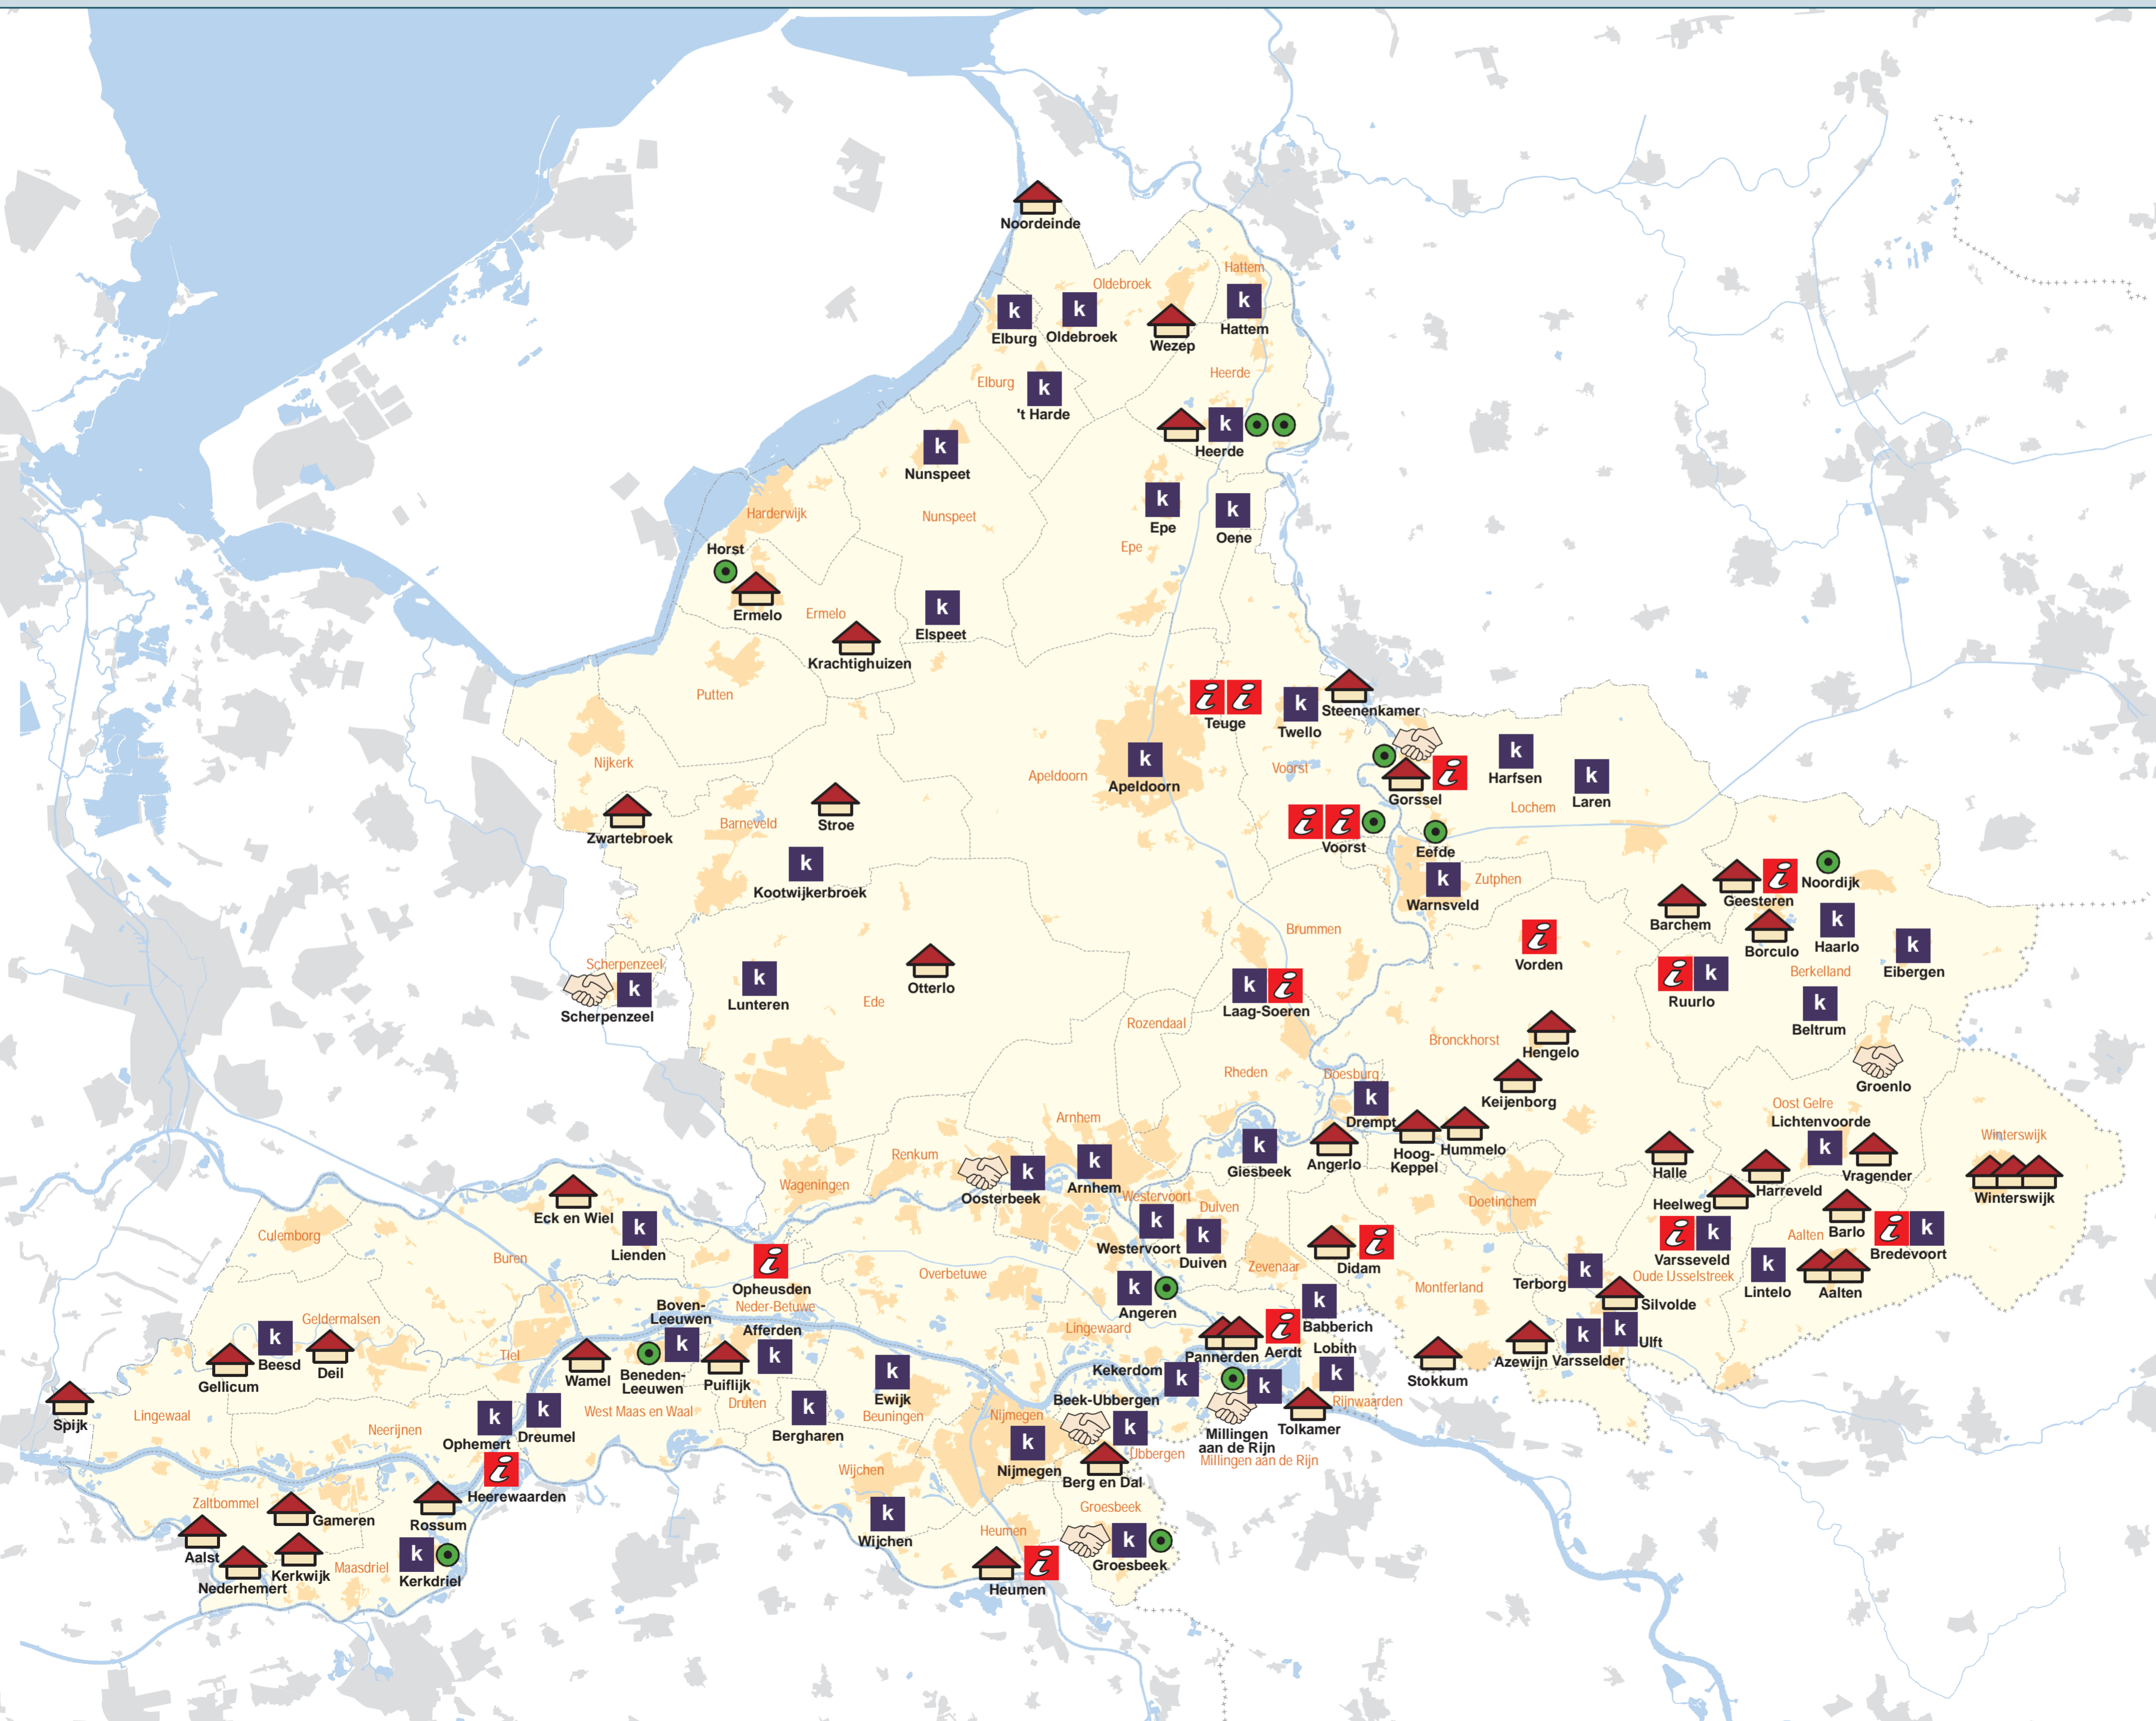 Noordeinde
Hattem
Oldebroek
k
k
k
Elburg
Oldebroek
Hattem
Wezep
Heerde
Elburg
k
't Harde
k
Heerde
k
Nunspeet
k
k
Harderwijk
Nunspeet
Epe
Oene
Epe
Horst
Ermelo
Ermelo
k
Elspeet
Krachtighuizen
Putten
i i
k
Teuge
Steenenkamer
Twello
Nijkerk
k
k
Voorst
i
Apeldoorn
k
Harfsen
Apeldoorn
Gorssel
Laren
Lochem
Zwartebroek
Stroe
Barneveld
i i
Voorst
Eefde
k
Kootwijkerbroek
k
Zutphen
Warnsveld
i
Noordijk
Geesteren
k
Barchem
Borculo
Haarlo
k
Eibergen
Brummen
i
Vorden
Scherpenzeel
k
Scherpenzeel
k
Lunteren
Otterlo
Ede
k i
Laag-Soeren
i k
Ruurlo
Berkelland
k
Beltrum
Rozendaal
Bronckhorst
Hengelo
Groenlo
Rheden
Doesburg
k
Drempt
Keijenborg
Oost Gelre
Lichtenvoorde
Arnhem
k
Winterswijk
Renkum
k
k
k
Giesbeek
Angerlo
Hoog-
Keppel
Hummelo
Halle
Harreveld
Vragender
Wageningen
Oosterbeek
Arnhem
Westervoort
Winterswijk
Eck en Wiel
k
Lienden
Duiven
Doetinchem
Heelweg
Culemborg
k
k
Westervoort
Duiven
i
Didam
i k
Varsseveld
Aalten
Barlo
i k
Bredevoort
Buren
i
Opheusden
Overbetuwe
Zevenaar
Montferland
k
Terborg
Oude IJsselstreek
k
Lintelo
Aalten
k
Angeren
Neder-Betuwe
Boven-
Leeuwen
k
Silvolde
Geldermalsen
k
Beesd
Afferden
k
Lingewaard
i
k
Babberich
k
k
Ulft
Gellicum
Deil
Tiel
Wamel
Beneden-
Leeuwen
Puiflijk
Pannerden
Aerdt
Lobith
k
Azewijn
Varsselder
Stokkum
k
Ewijk
Kekerdom
k
k
Spijk
Lingewaal
Neerijnen
k
k
Ophemert
Dreumel
West Maas en Waal
Druten
k
Bergharen
Beuningen
Beek-Ubbergen
k
Rijnwaarden
Nijmegen
k
Nijmegen
Ubbergen
Millingen
aan de Rijn
Tolkamer
Millingen aan de Rijn
i
Heerewaarden
Wijchen
Berg en Dal
Zaltbommel
Gameren
Rossum
k
Wijchen
Groesbeek
Heumen
Aalst
Kerkwijk
Maasdriel
k
Kerkdriel
Nederhemert
i
Heumen
k
Groesbeek